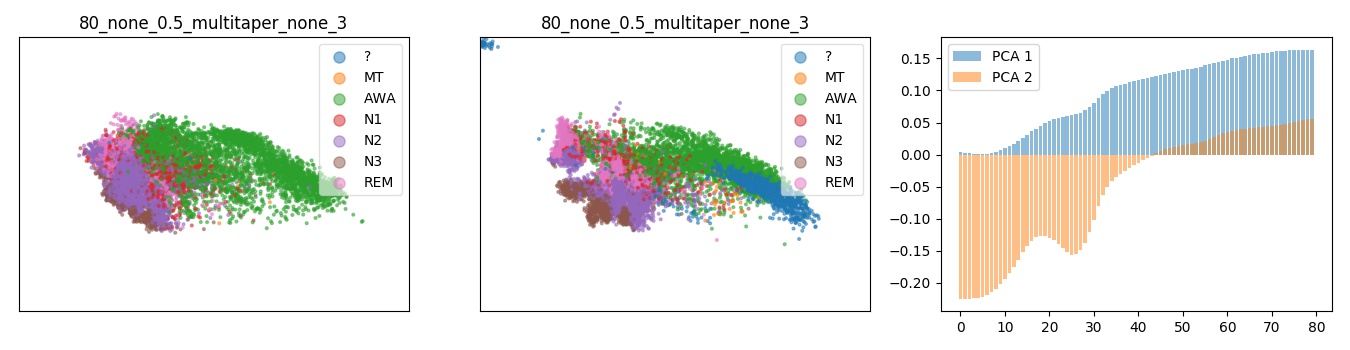 80_none_0.5_multitaper_none_3
?
MT
AWA
N1
N2
N3
REM
80_none_0.5_multitaper_none_3
?
MT
AWA
N1
N2
N3
REM
PCA 1
PCA 2
0.15
0.10
0.05
0.00
−0.05
−0.10
−0.15
−0.20
0 10 20 30 40 50 60 70 80